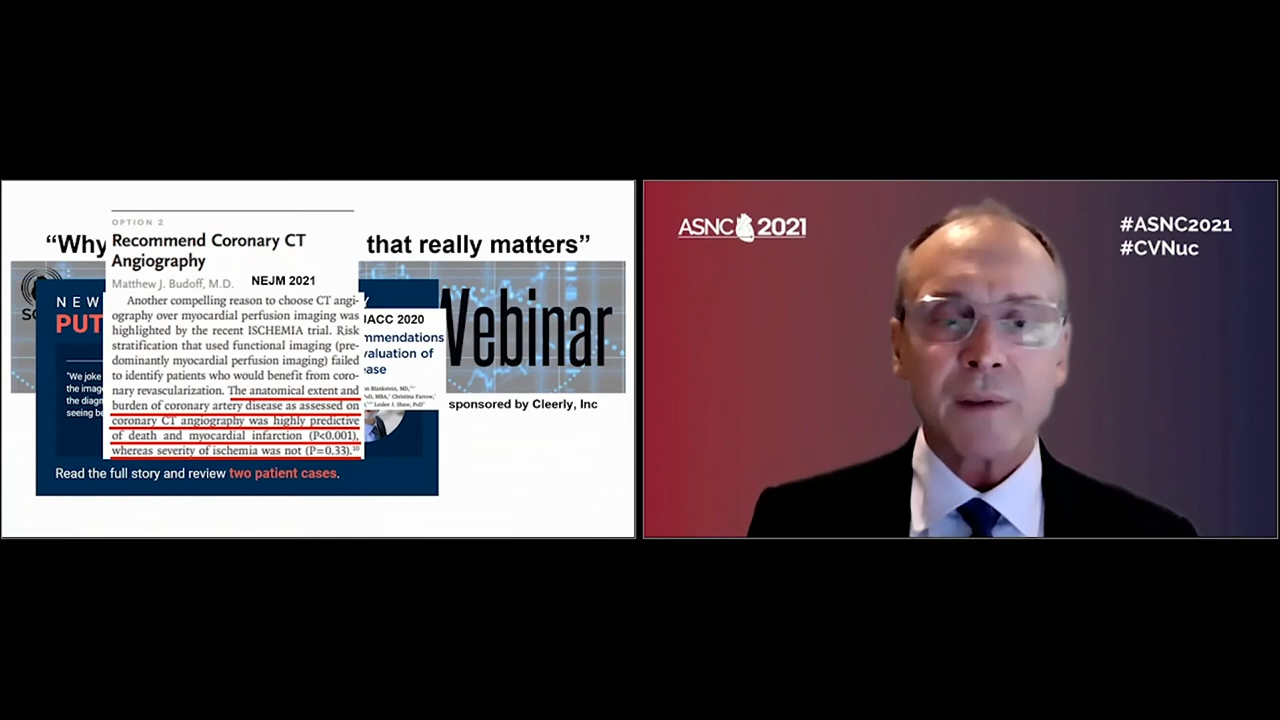 OPTION 2
Recommend Coronary CT
Angiography
Matthew J. Budoff, M.D.
NEJM 2021
Another compelling reason to choose CT angi-
ography over myocardial perfusion imaging was
highlighted by the recent ISCHEMIA trial. Risk
stratification that used functional imaging (pre-
dominantly myocardial perfusion imaging) failed
to identify patients who would benefit from coro-
nary revascularization. The anatomical extent and
burden of coronary artery disease as assessed on
coronary CT angiography was highly predictive
of death and myocardial infarction (P<0.001),
whereas severity of ischemia was not (P=0.33).10
“Why
that really matters”
NEW
PUT
"We joke
the image
the diagn
seeing be
JACC 2020
mmendations
valuation of
ease
Webinar
sponsored by Cleerly, Inc
Read the full story and review two patient cases.
ASNC 2021
#ASNC2021
#CVNuc